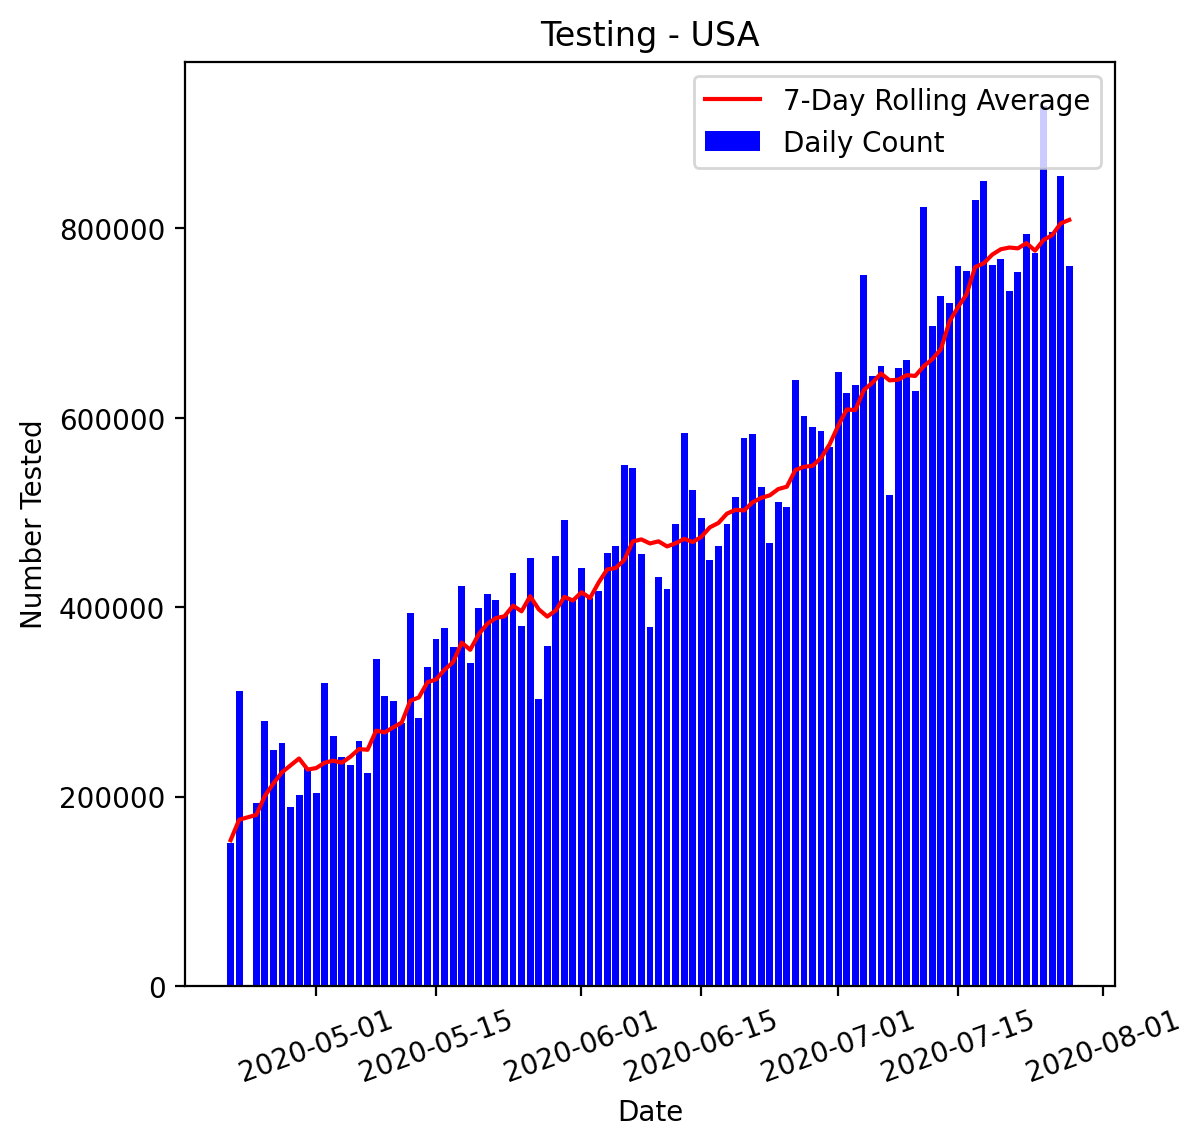 Testing - USA
7-Day Rolling Average
Daily Count
Number Tested
800000
600000
400000
200000
0
2020-05-01
2020-05-15
2020-06-01
2020-06-15
2020-07-01
2020-07-15
2020-08-01
Date